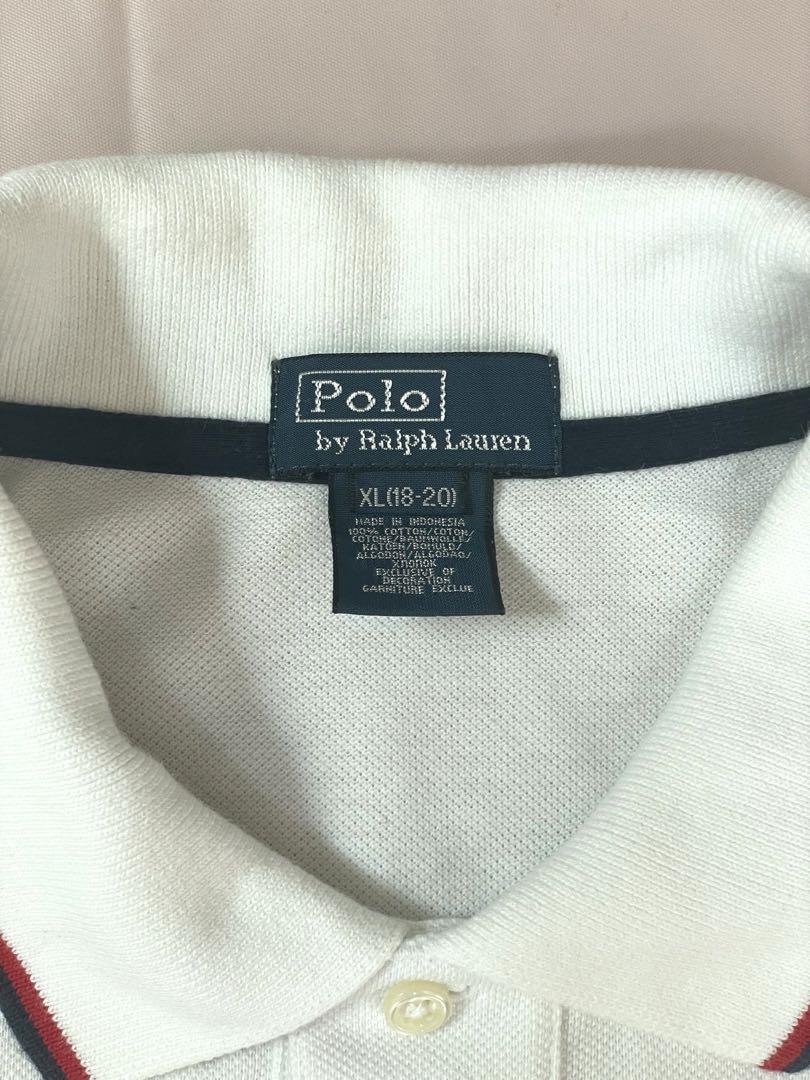 Polo
by Ralph Lauren
XL(18-20)
MADE IN INDONESIA
100% COTTON/COTON/
COTONE/BAUMWOLLE/
KATOEN/BOMULD/
ALGODON/ALGODAO/
ХЛОПОК
EXCLUSIVE OF
DECORATION
GARNITURE EXCLUE